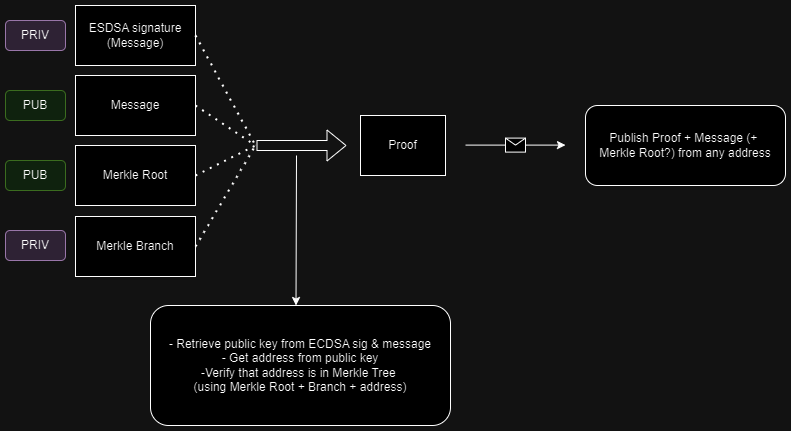 PRIV
ESDSA signature
(Message)
PUB
Message
PUB
Merkle Root
PRIV
Merkle Branch
Proof
Publish Proof + Message (+
Merkle Root?) from any address
- Retrieve public key from ECDSA sig & message
- Get address from public key
-Verify that address is in Merkle Tree
(using Merkle Root + Branch + address)